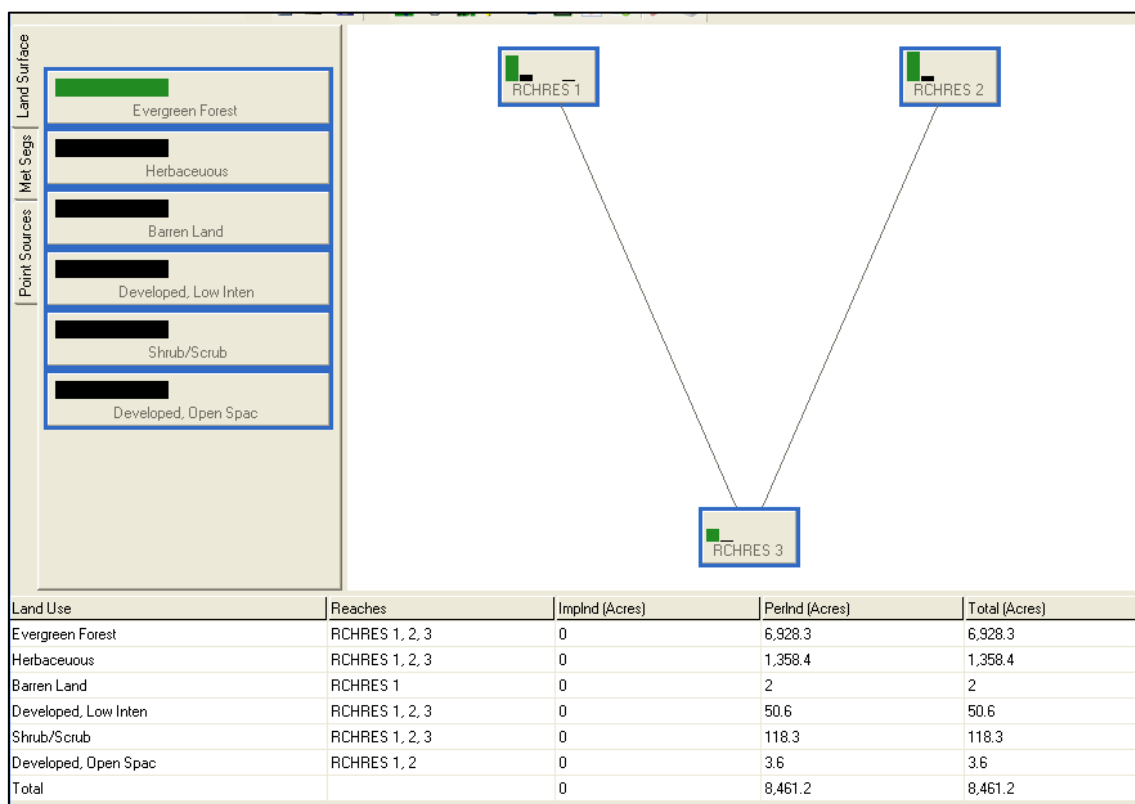 Land Surface
Met Segs
Point Sources
Evergreen Forest
Herbaceuous
Barren Land
Developed, Low Inten
Shrub/Scrub
Developed, Open Spac
RCHRES 1
RCHRES 2
RCHRES 3
Land Use Reaches ImpInd (Acres) PerInd (Acres) Total (Acres)
Evergreen Forest RCHRES 1, 2, 3 0 6,928.3 6,928.3
Herbaceuous RCHRES 1, 2, 3 0 1,358.4 1,358.4
Barren Land RCHRES 1 0 2 2
Developed, Low Inten RCHRES 1, 2, 3 0 50.6 50.6
Shrub/Scrub RCHRES 1, 2, 3 0 118.3 118.3
Developed, Open Spac RCHRES 1, 2 0 3.6 3.6
Total 0 8,461.2 8,461.2